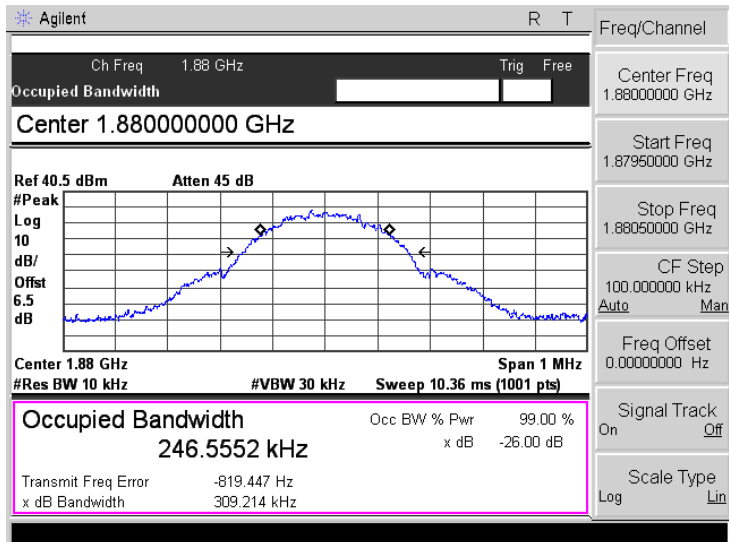 Agilent R T
Ch Freq 1.88 GHz Trig Free
Occupied Bandwidth
Center 1.880000000 GHz
Ref 40.5 dBm Atten 45 dB
#Peak
Log
10
dB/
Offst
6.5
dB
Center 1.88 GHz Span 1 MHz
#Res BW 10 kHz #VBW 30 kHz Sweep 10.36 ms (1001 pts)
Occupied Bandwidth Occ BW % Pwr 99.00 %
246.5552 kHz x dB -26.00 dB
Transmit Freq Error -819.447 Hz
x dB Bandwidth 309.214 kHz
Freq/Channel
Center Freq
1.88000000 GHz
Start Freq
1.87950000 GHz
Stop Freq
1.88050000 GHz
CF Step
100.000000 kHz
Auto Man
Freq Offset
0.00000000 Hz
Signal Track
On Off
Scale Type
Log Lin